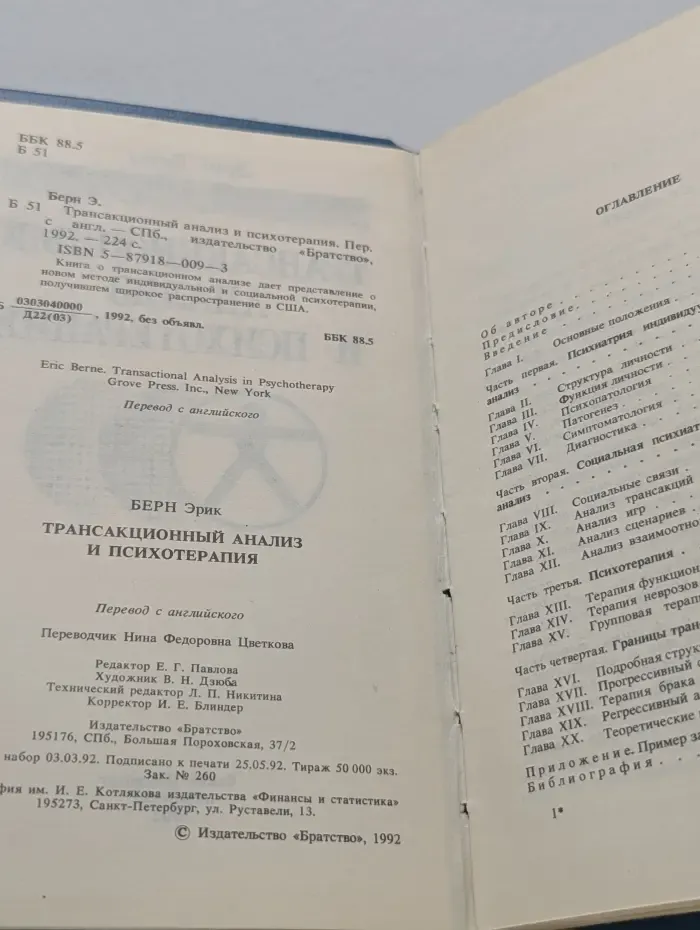 ББК 88.5
Б 51
Берн Э.
Б 51 Трансакционный анализ и психотерапия. Пер.
с англ. — СПб., издательство «Братство»,
1992. — 224 с.
ISBN 5—87918—009—3
Книга о трансакционном анализе дает представление о
новом методе индивидуальной и социальной психотерапии,
получившем широкое распространение в США.
Б 0303040000
Д22(03) , 1992, без объявл.
ББК 88.5
Eric Berne. Transactional Analysis in Psychotherapy
Grove Press. Inc., New York
Перевод с английского
БЕРН Эрик
ТРАНСАКЦИОННЫЙ АНАЛИЗ
И ПСИХОТЕРАПИЯ
Перевод с английского
Переводчик Нина Федоровна Цветкова
Редактор Е. Г. Павлова
Художник В. Н. Дзюба
Технический редактор Л. П. Никитина
Корректор И. Е. Блиндер
Издательство «Братство»
195176, СПб., Большая Пороховская, 37/2
набор 03.03.92. Подписано к печати 25.05.92. Тираж 50 000 экз.
Зак. № 260
фия им. И. Е. Котлякова издательства «Финансы и статистика»
195273, Санкт-Петербург, ул. Руставели, 13.
© Издательство «Братство», 1992
ОГЛАВЛЕНИЕ
Об авторе .
Предисловие.
Введение .
Глава I. Основные положения .
Часть первая. Психиатрия индивиду
анализ .
Глава II. Структура личности .
Глава III. Функция личности .
Глава IV. Психопатология
Глава V. Патогенез .
Глава VI. Симптоматология
Глава VII. Диагностика .
Часть вторая. Социальная психиат
анализ .
Глава VIII. Социальные связи .
Глава IX. Анализ трансакций
Глава X. Анализ игр .
Глава XI. Анализ сценариев .
Глава XII. Анализ взаимоотно
Часть третья. Психотерапия .
Глава XIII. Терапия функцион
Глава XIV. Терапия неврозов
Глава XV. Групповая терап
Часть четвертая. Границы тран
Глава XVI. Подробная струк
Глава XVII. Прогрессивный
Глава XVIII. Терапия брака
Глава XIX. Регрессивный а
Глава XX. Теоретические
Приложение. Пример за
Библиография . .
1*